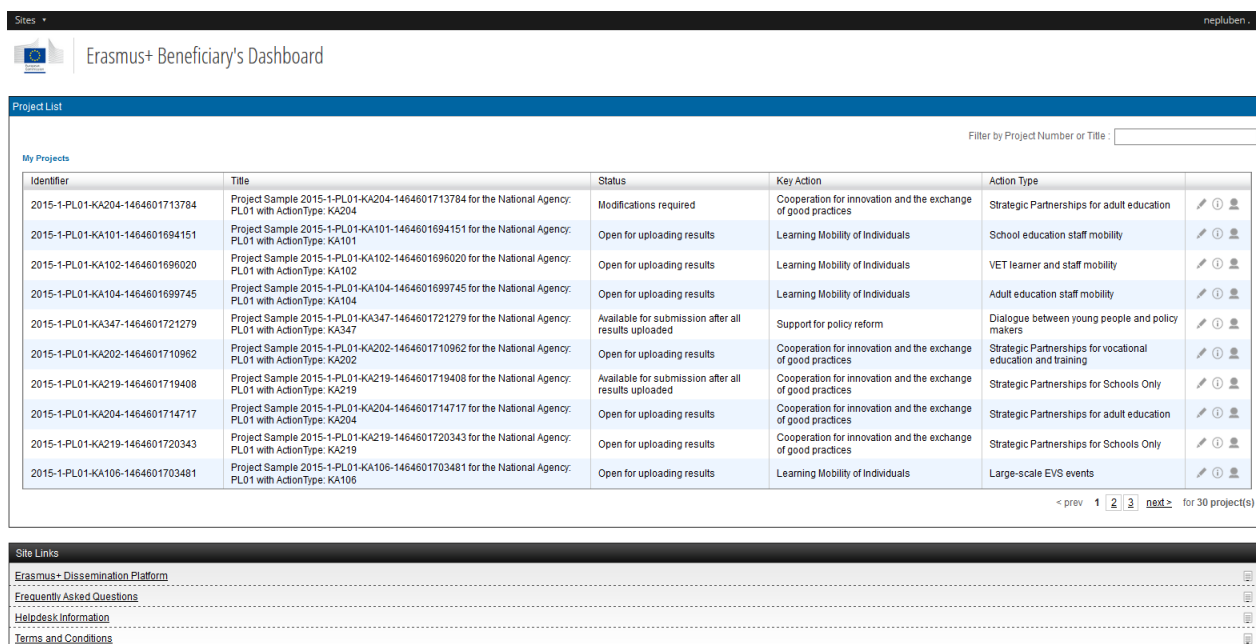 Sites ▾ nepluben .
Erasmus+ Beneficiary's Dashboard
Project List
Filter by Project Number or Title :
My Projects
Identifier Title Status Key Action Action Type
2015-1-PL01-KA204-1464601713784 Project Sample 2015-1-PL01-KA204-1464601713784 for the National Agency: PL01 with ActionType: KA204 Modifications required Cooperation for innovation and the exchange of good practices Strategic Partnerships for adult education
2015-1-PL01-KA101-1464601694151 Project Sample 2015-1-PL01-KA101-1464601694151 for the National Agency: PL01 with ActionType: KA101 Open for uploading results Learning Mobility of Individuals School education staff mobility
2015-1-PL01-KA102-1464601696020 Project Sample 2015-1-PL01-KA102-1464601696020 for the National Agency: PL01 with ActionType: KA102 Open for uploading results Learning Mobility of Individuals VET learner and staff mobility
2015-1-PL01-KA104-1464601699745 Project Sample 2015-1-PL01-KA104-1464601699745 for the National Agency: PL01 with ActionType: KA104 Open for uploading results Learning Mobility of Individuals Adult education staff mobility
2015-1-PL01-KA347-1464601721279 Project Sample 2015-1-PL01-KA347-1464601721279 for the National Agency: PL01 with ActionType: KA347 Available for submission after all results uploaded Support for policy reform Dialogue between young people and policy makers
2015-1-PL01-KA202-1464601710962 Project Sample 2015-1-PL01-KA202-1464601710962 for the National Agency: PL01 with ActionType: KA202 Open for uploading results Cooperation for innovation and the exchange of good practices Strategic Partnerships for vocational education and training
2015-1-PL01-KA219-1464601719408 Project Sample 2015-1-PL01-KA219-1464601719408 for the National Agency: PL01 with ActionType: KA219 Available for submission after all results uploaded Cooperation for innovation and the exchange of good practices Strategic Partnerships for Schools Only
2015-1-PL01-KA204-1464601714717 Project Sample 2015-1-PL01-KA204-1464601714717 for the National Agency: PL01 with ActionType: KA204 Open for uploading results Cooperation for innovation and the exchange of good practices Strategic Partnerships for adult education
2015-1-PL01-KA219-1464601720343 Project Sample 2015-1-PL01-KA219-1464601720343 for the National Agency: PL01 with ActionType: KA219 Open for uploading results Cooperation for innovation and the exchange of good practices Strategic Partnerships for Schools Only
2015-1-PL01-KA106-1464601703481 Project Sample 2015-1-PL01-KA106-1464601703481 for the National Agency: PL01 with ActionType: KA106 Open for uploading results Learning Mobility of Individuals Large-scale EVS events
< prev 1 2 3 next > for 30 project(s)
Site Links
Erasmus+ Dissemination Platform
Frequently Asked Questions
Helpdesk Information
Terms and Conditions